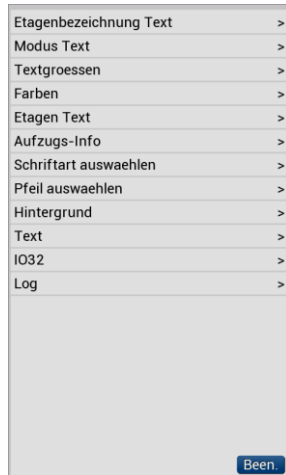 Etagenbezeichnung Text >
Modus Text >
Textgroessen >
Farben >
Etagen Text >
Aufzugs-Info >
Schriftart auswaehlen >
Pfeil auswaehlen >
Hintergrund >
Text >
IO32 >
Log >
Been.